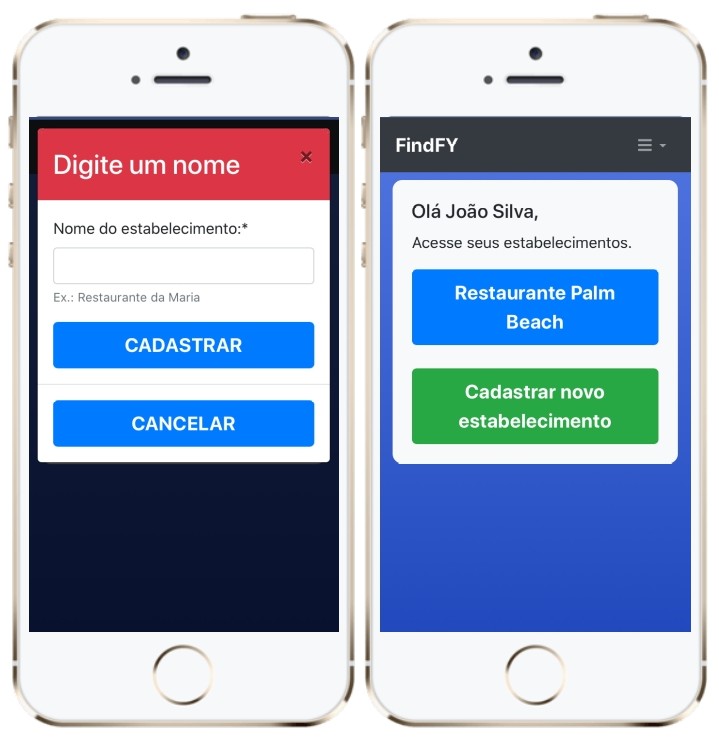 Digite um nome
×
Nome do estabelecimento:*
Ex.: Restaurante da Maria
CADASTRAR
CANCELAR
FindFY
Olá João Silva,
Acesse seus estabelecimentos.
Restaurante Palm
Beach
Cadastrar novo
estabelecimento